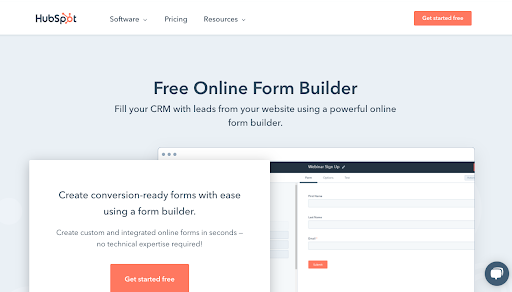 HubSpot
Software
Pricing
Resources
Get started free
Free Online Form Builder
Fill your CRM with leads from your website using a powerful online
form builder.
Create conversion-ready forms with ease
using a form builder.
Create custom and integrated online forms in seconds –
no technical expertise required!
Get started free
Webinar Sign Up
First Name
Last Name
Email *